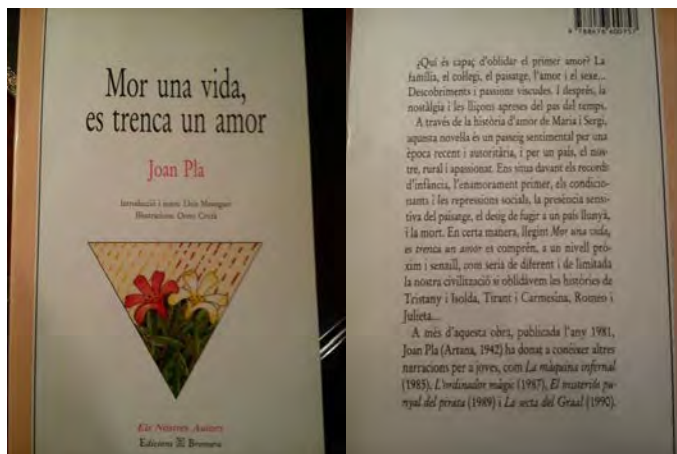 Mor una vida,
es trenca un amor
Joan Pla
Introducció i notes: Lluís Meseguer
Il·lustracions:
Els Nostres Autors
Edicions Bromera
¿Qui és capaç d'oblidar el primer amor? La
família, el col·legi, el paisatge, l'amor i el sexe...
Descobriments i passions viscudes. I després, la
nostàlgia i les lliçons apreses del pas del temps.
A través de la història d'amor de Maria i Sergi,
aquesta novel·la és un passeig sentimental per una
època recent i autoritària, i per un país, el nos-
tre, rural i apassionat. Ens situa davant els records
d'infància, l'enamorament primer, els condicio-
nants i les repressions socials, la presència sensi-
tiva del paisatge, el desig de fugir a un país llunyà,
i la mort. En certa manera, llegint Mor una vida,
es trenca un amor es comprén, a un nivell prò-
xim i senzill, com seria de diferent i de limitada
la nostra civilització si oblidàvem les històries de
Tristany i Isolda, Tirant i Carmesina, Romeo i
Julieta...
A més d'aquesta obra, publicada l'any 1981,
Joan Pla (Artana, 1942) ha donat a conèixer altres
narracions per a joves, com La màquina infernal
(1985), L'ordinador màgic (1987), El misteriós pu-
nyal del pirata (1989) i La secta del Graal (1990).